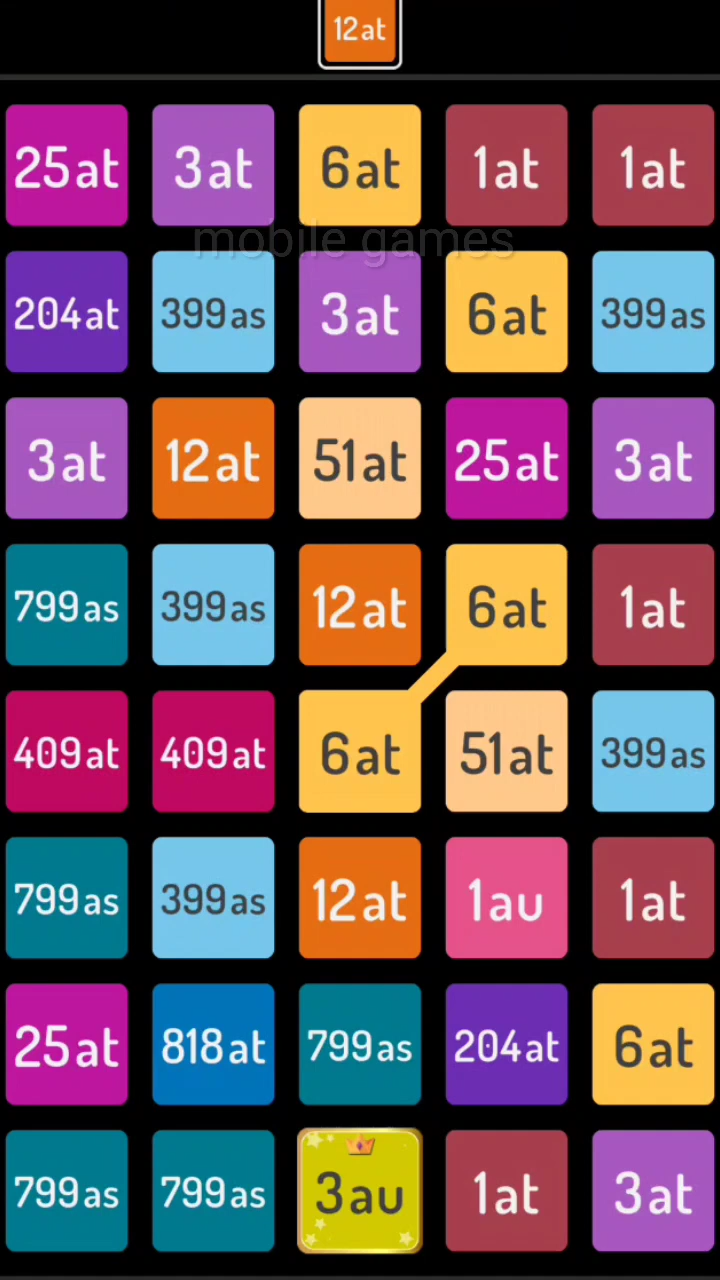 12at
25at 3at 6at 1at 1at
mobile games
204at 399as 3at 6at 399as
3at 12at 51at 25at 3at
799as 399as 12at 6at 1at
409at 409at 6at 51at 399as
799as 399as 12at 1au 1at
25at 818at 799as 204at 6at
799as 799as 3au 1at 3at